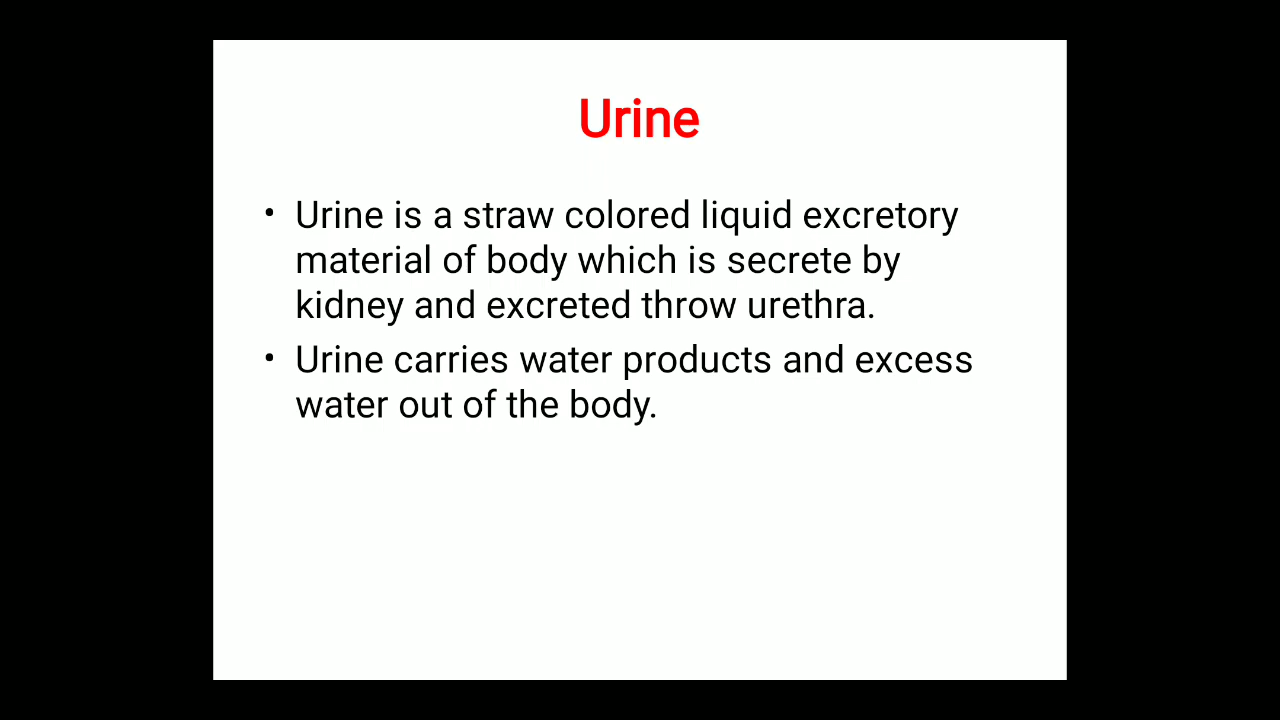 Urine
• Urine is a straw colored liquid excretory
material of body which is secrete by
kidney and excreted throw urethra.
• Urine carries water products and excess
water out of the body.